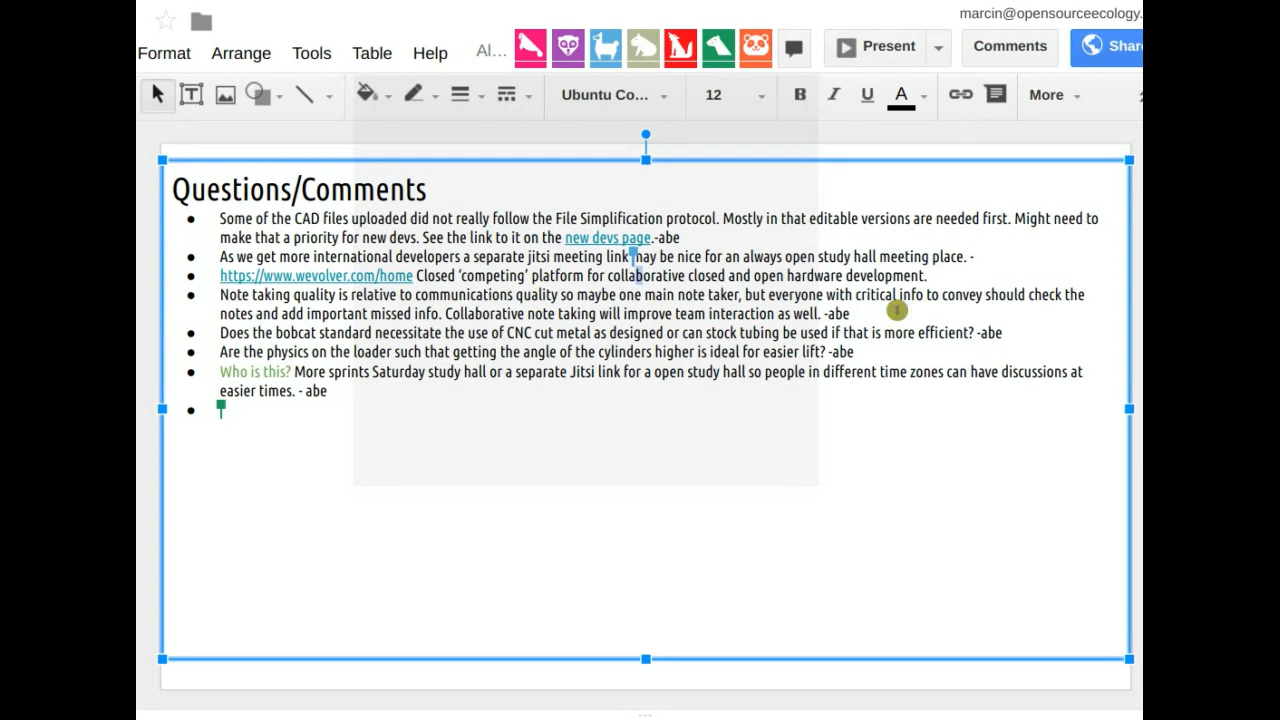 marcin@opensourceecology.
Format Arrange Tools Table Help Al... Present Comments Shar
Ubuntu Co... 12 B I U A More
Questions/Comments
Some of the CAD files uploaded did not really follow the File Simplification protocol. Mostly in that editable versions are needed first. Might need to
make that a priority for new devs. See the link to it on the new devs page.-abe
As we get more international developers a separate jitsi meeting link may be nice for an always open study hall meeting place. -
https://www.wevolver.com/home Closed ‘competing’ platform for collaborative closed and open hardware development.
Note taking quality is relative to communications quality so maybe one main note taker, but everyone with critical info to convey should check the
notes and add important missed info. Collaborative note taking will improve team interaction as well. -abe
Does the bobcat standard necessitate the use of CNC cut metal as designed or can stock tubing be used if that is more efficient? -abe
Are the physics on the loader such that getting the angle of the cylinders higher is ideal for easier lift? -abe
Who is this? More sprints Saturday study hall or a separate Jitsi link for a open study hall so people in different time zones can have discussions at
easier times. - abe